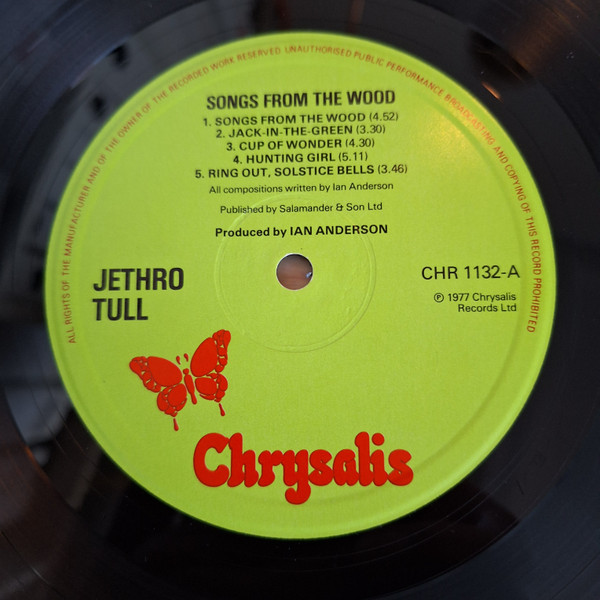 ALL RIGHTS OF THE MANUFACTURER AND OF THE OWNER OF THE RECORDED WORK RESERVED. UNAUTHORISED PUBLIC PERFORMANCE BROADCASTING AND COPYING OF THIS RECORD PROHIBITED
SONGS FROM THE WOOD
1. SONGS FROM THE WOOD (4.52)
2. JACK-IN-THE-GREEN (3.30)
3. CUP OF WONDER (4.30)
4. HUNTING GIRL (5.11)
5. RING OUT, SOLSTICE BELLS (3.46)
All compositions written by Ian Anderson
Published by Salamander & Son Ltd
Produced by IAN ANDERSON
JETHRO
TULL
CHR 1132-A
℗ 1977 Chrysalis
Records Ltd
Chrysalis